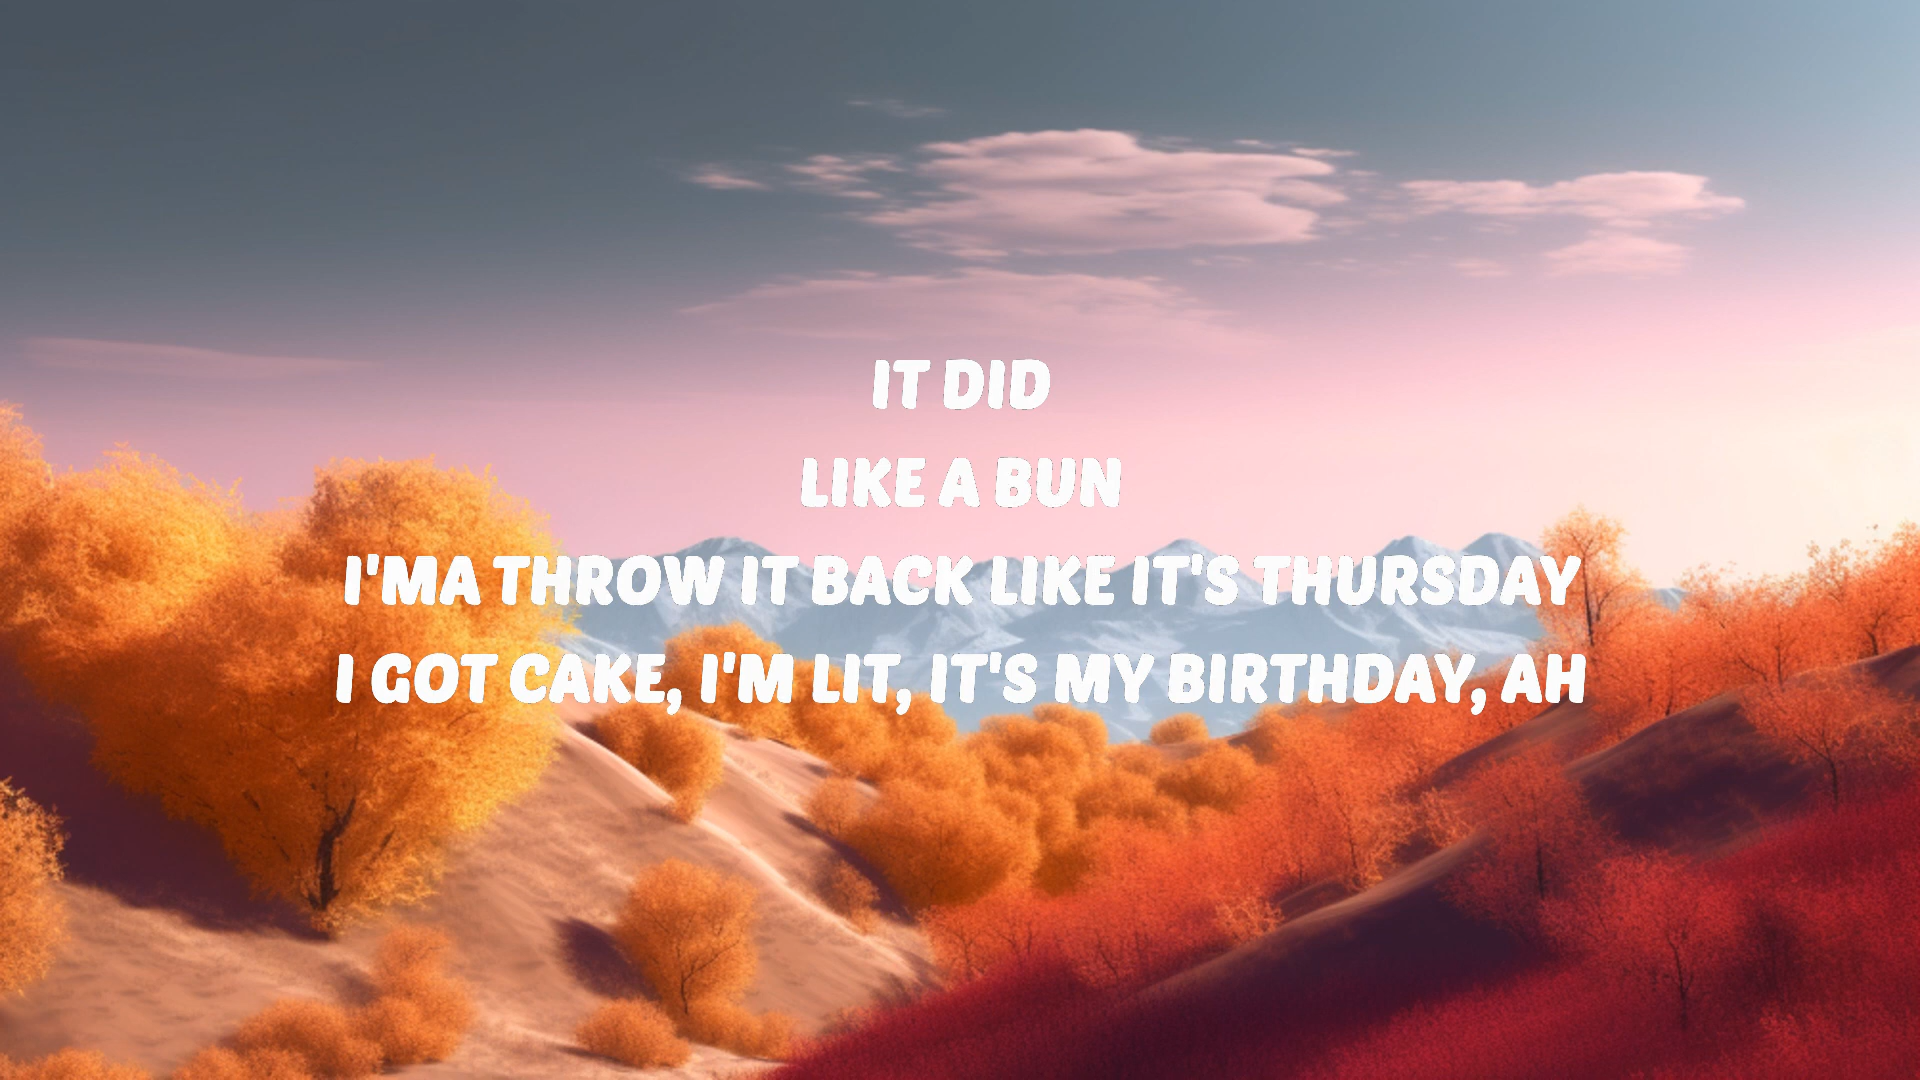 IT DID
LIKE A BUN
I'MA THROW IT BACK LIKE IT'S THURSDAY
I GOT CAKE, I'M LIT, IT'S MY BIRTHDAY, AH